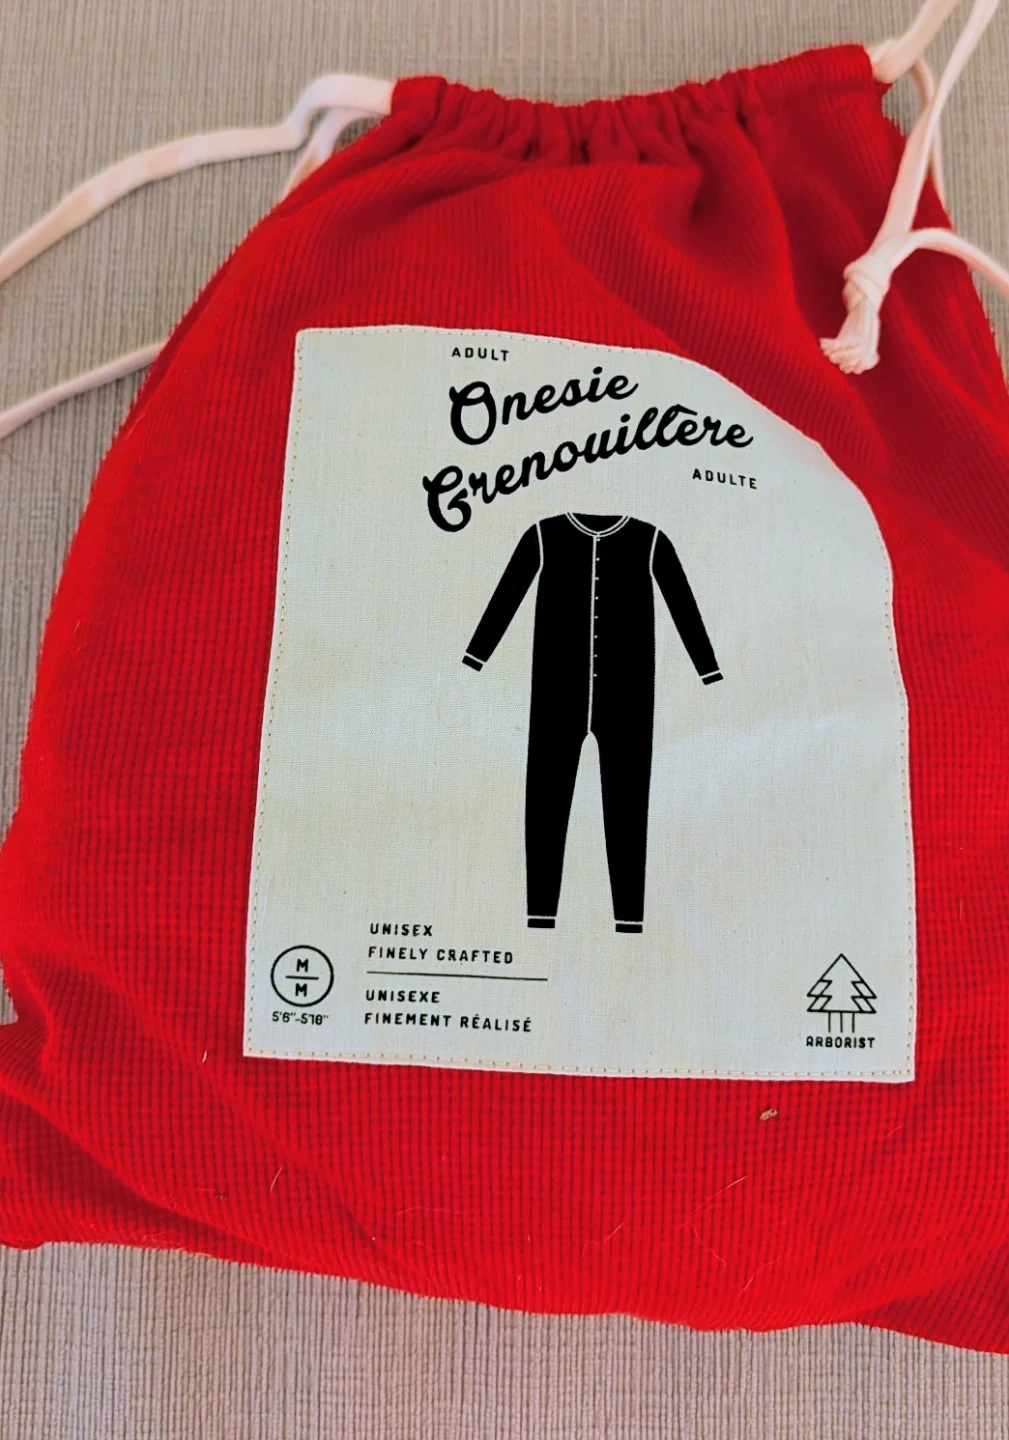 ADULT
Onesie
Grenouillère
ADULTE
UNISEX
FINELY CRAFTED
UNISEXE
FINEMENT RÉALISÉ
M
M
5'6"-5'10"
ARBORIST